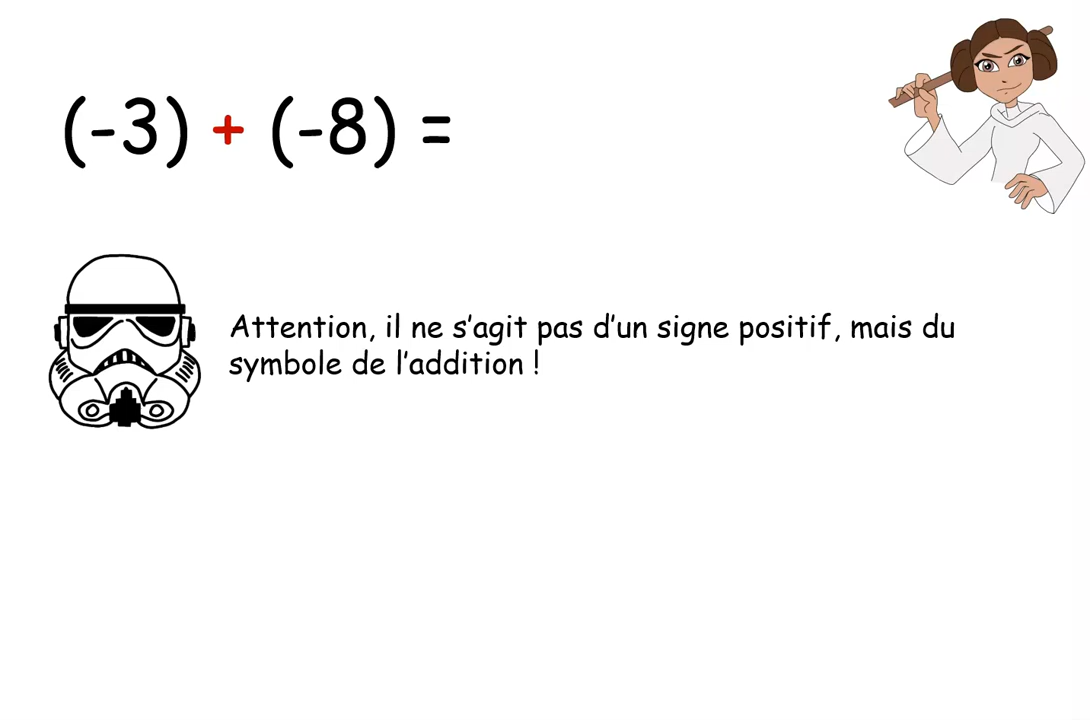 (-3) + (-8) =
Attention, il ne s’agit pas d’un signe positif, mais du
symbole de l’addition !